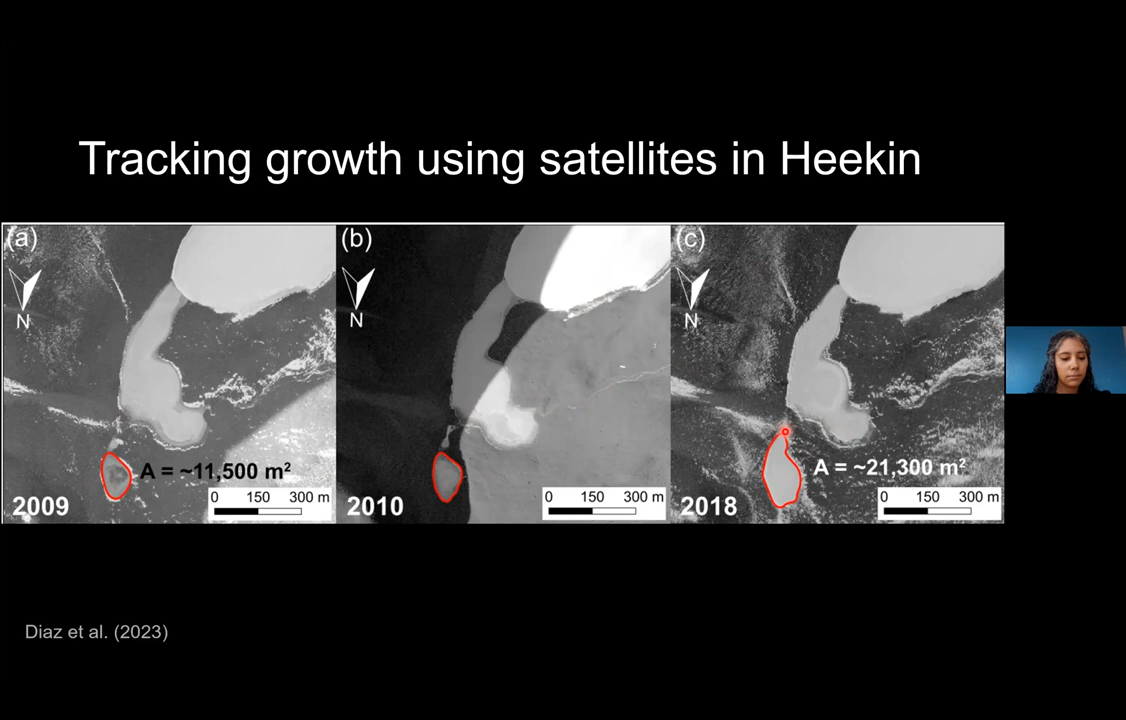 Tracking growth using satellites in Heekin
(a)
N
A = ~11,500 m²
2009
0 150 300 m
(b)
N
2010
0 150 300 m
(c)
N
A = ~21,300 m²
2018
0 150 300 m
Diaz et al. (2023)